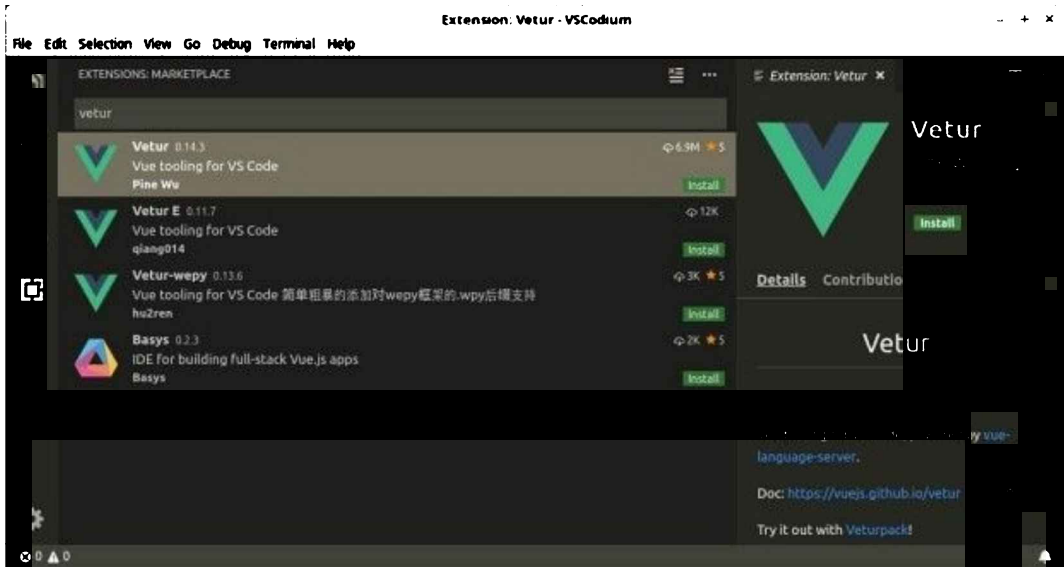 Extension: Vetur - VSCodium
File Edit Selection View Go Debug Terminal Help
EXTENSIONS: MARKETPLACE
Extension: Vetur
vetur
Vetur 0.14.3 6.9M 5
Vue tooling for VS Code
Pine Wu Install
Vetur E 0.11.7 12K
Vue tooling for VS Code
qiang014 Install
Vetur-wepy 0.13.6 3K 5
Vue tooling for VS Code 简单粗暴的添加对wepy框架的.wpy后缀支持
hu2ren Install
Basys 0.2.3 2K 5
IDE for building full-stack Vue.js apps
Basys Install
Vetur
Install
Details Contributio
Vetur
vue-
language-server.
Doc: https://vuejs.github.io/vetur
Try it out with Veturpack!
0 0